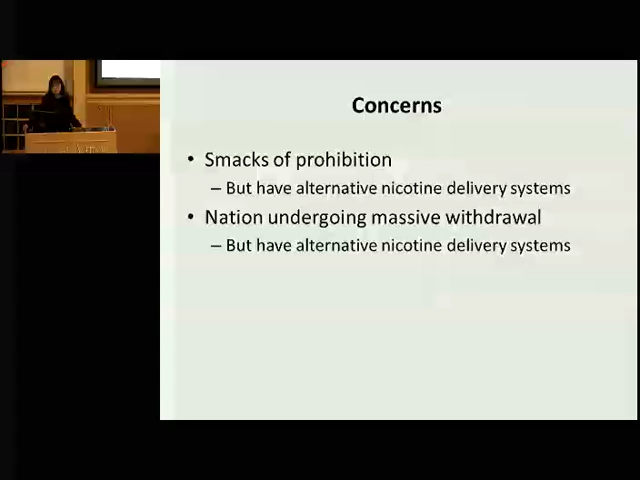 Concerns
• Smacks of prohibition
– But have alternative nicotine delivery systems
• Nation undergoing massive withdrawal
– But have alternative nicotine delivery systems